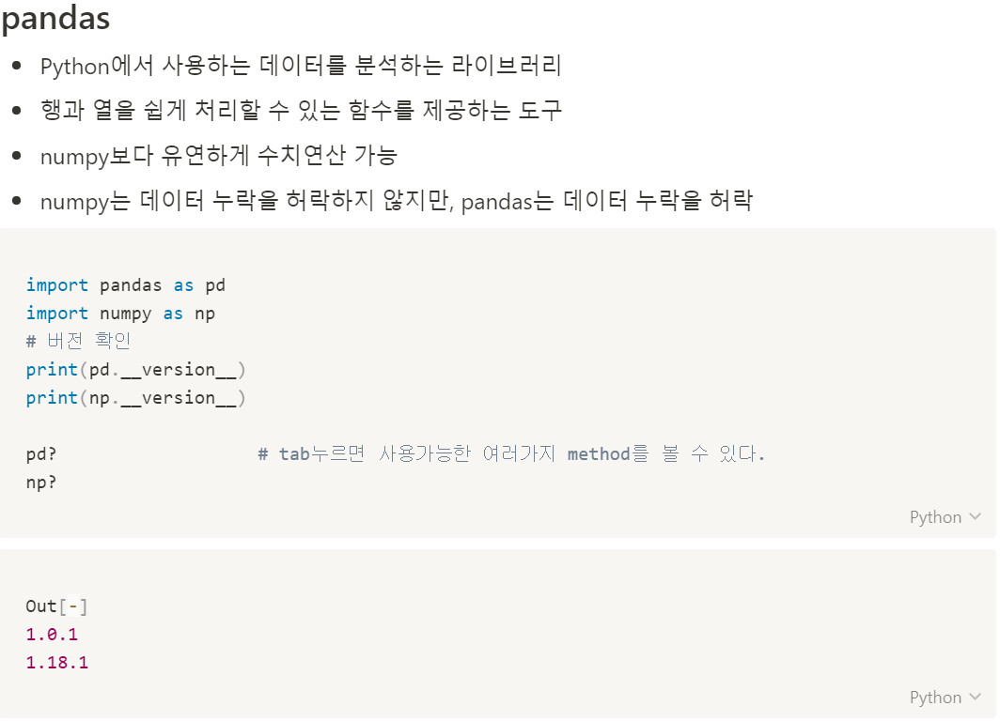 pandas
• Python에서 사용하는 데이터를 분석하는 라이브러리
• 행과 열을 쉽게 처리할 수 있는 함수를 제공하는 도구
• numpy보다 유연하게 수치연산 가능
• numpy는 데이터 누락을 허락하지 않지만, pandas는 데이터 누락을 허락
import pandas as pd
import numpy as np
# 버전 확인
print(pd.__version__)
print(np.__version__)
pd? # tab누르면 사용가능한 여러가지 method를 볼 수 있다.
np?
Python
Out[-]
1.0.1
1.18.1
Python